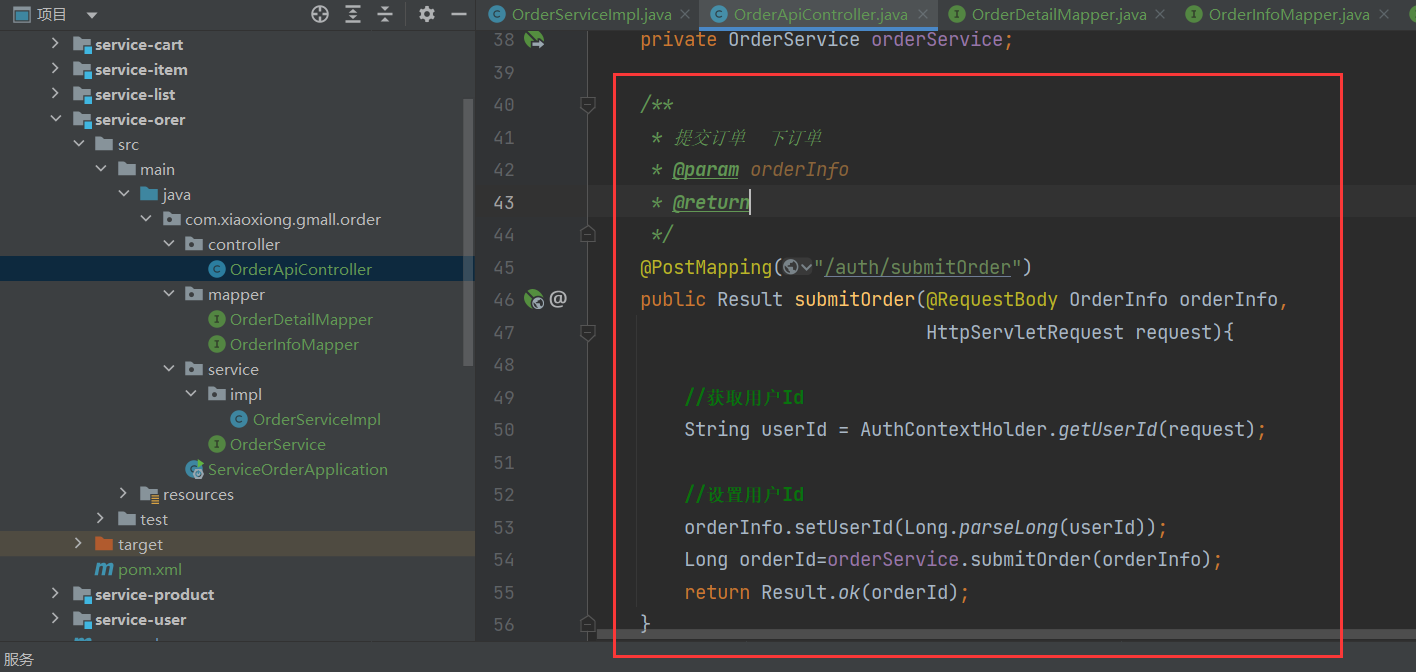 项目
service-cart
service-item
service-list
service-orer
src
main
java
com.xiaoxiong.gmall.order
controller
OrderApiController
mapper
OrderDetailMapper
OrderInfoMapper
service
impl
OrderServiceImpl
OrderService
ServiceOrderApplication
resources
test
target
pom.xml
service-product
service-user
服务
OrderServiceImpl.java OrderApiController.java OrderDetailMapper.java OrderInfoMapper.java
38 private OrderService orderService;
39
40 /**
41 * 提交订单 下订单
42 * @param orderInfo
43 * @return
44 */
45 @PostMapping("/auth/submitOrder")
46 @ public Result submitOrder(@RequestBody OrderInfo orderInfo,
47 HttpServletRequest request){
48
49 //获取用户Id
50 String userId = AuthContextHolder.getUserId(request);
51
52 //设置用户Id
53 orderInfo.setUserId(Long.parseLong(userId));
54 Long orderId=orderService.submitOrder(orderInfo);
55 return Result.ok(orderId);
56 }